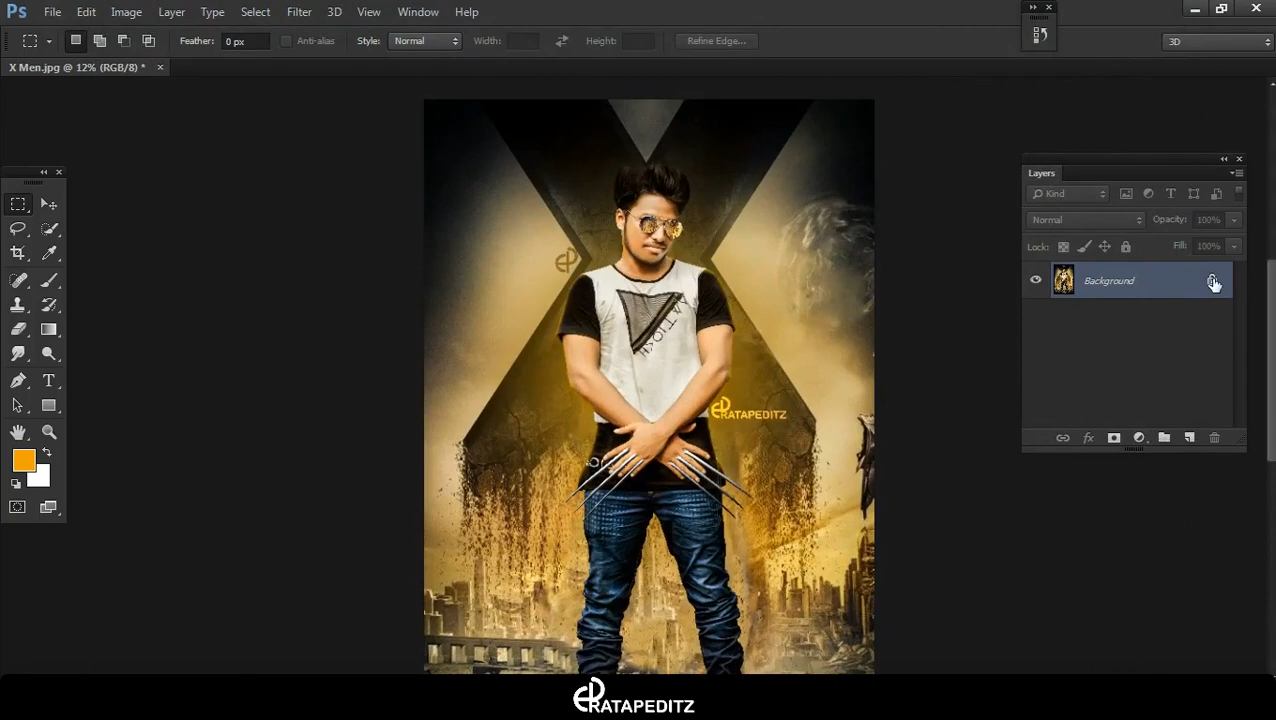 Ps File Edit Image Layer Type Select Filter 3D View Window Help
Feather: 0 px Anti-alias Style: Normal Width: Height: Refine Edge... 3D
X Men.jpg @ 12% (RGB/8) * ×
Layers
Kind
Normal Opacity: 100%
Lock: Fill: 100%
Background
RATAPEDITZ
RATAPEDITZ